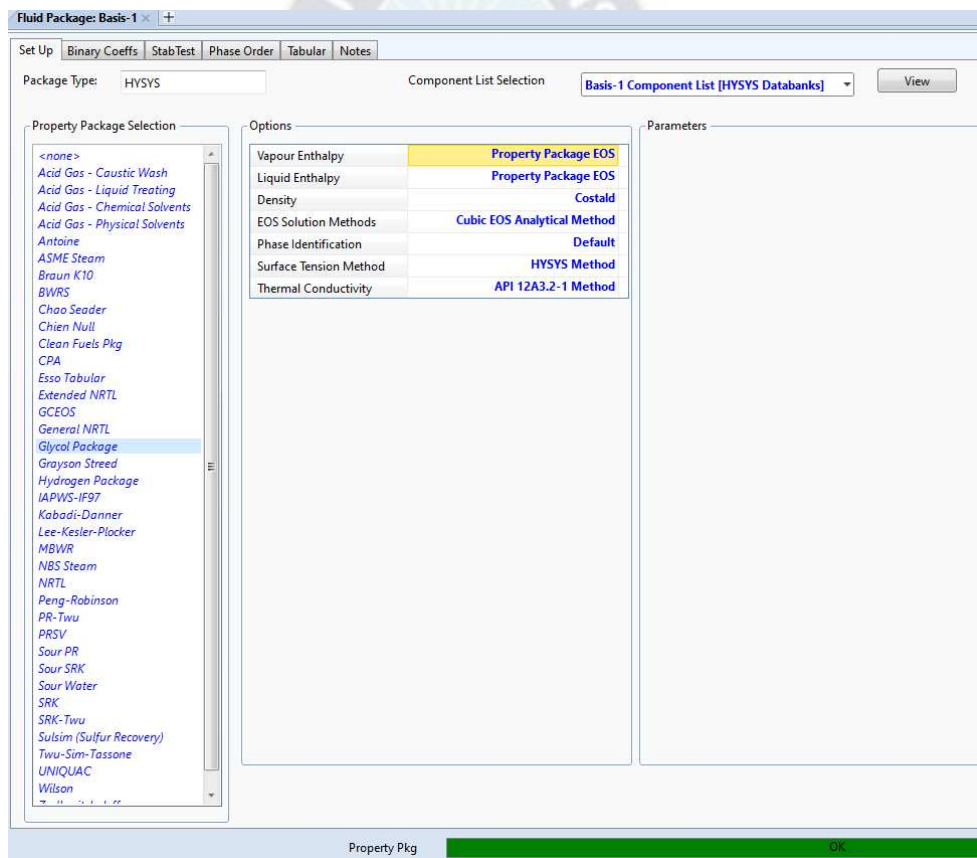 Fluid Package: Basis-1 × +
Set Up Binary Coeffs StabTest Phase Order Tabular Notes
Package Type: HYSYS Component List Selection Basis-1 Component List [HYSYS Databanks] View
Property Package Selection Options Parameters
<none>
Acid Gas - Caustic Wash
Acid Gas - Liquid Treating
Acid Gas - Chemical Solvents
Acid Gas - Physical Solvents
Antoine
ASME Steam
Braun K10
BWRS
Chao Seader
Chien Null
Clean Fuels Pkg
CPA
Esso Tabular
Extended NRTL
GCEOS
General NRTL
Glycol Package
Grayson Streed
Hydrogen Package
IAPWS-IF97
Kabadi-Danner
Lee-Kesler-Plocker
MBWR
NBS Steam
NRTL
Peng-Robinson
PR-Twu
PRSV
Sour PR
Sour SRK
Sour Water
SRK
SRK-Twu
Sulsim (Sulfur Recovery)
Twu-Sim-Tassone
UNIQUAC
Wilson
Vapour Enthalpy Property Package EOS
Liquid Enthalpy Property Package EOS
Density Costald
EOS Solution Methods Cubic EOS Analytical Method
Phase Identification Default
Surface Tension Method HYSYS Method
Thermal Conductivity API 12A3.2-1 Method
Property Pkg OK